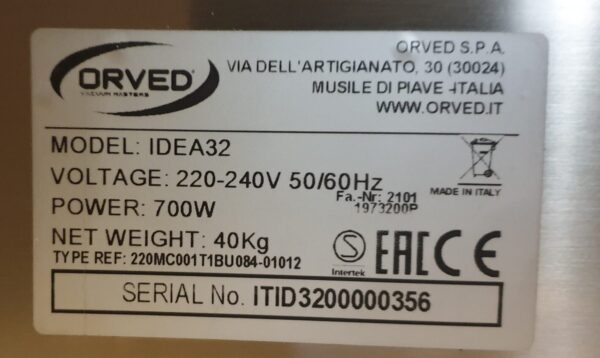 ORVED
VACUUM MASTERS
ORVED S.P.A.
VIA DELL'ARTIGIANATO, 30 (30024)
MUSILE DI PIAVE -ITALIA
WWW.ORVED.IT
MODEL: IDEA32
VOLTAGE: 220-240V 50/60Hz
POWER: 700W
Fa.-Nr: 2101
1973200P
MADE IN ITALY
NET WEIGHT: 40Kg
TYPE REF: 220MC001T1BU084-01012
S
Intertek
EAC CE
SERIAL No. ITID3200000356